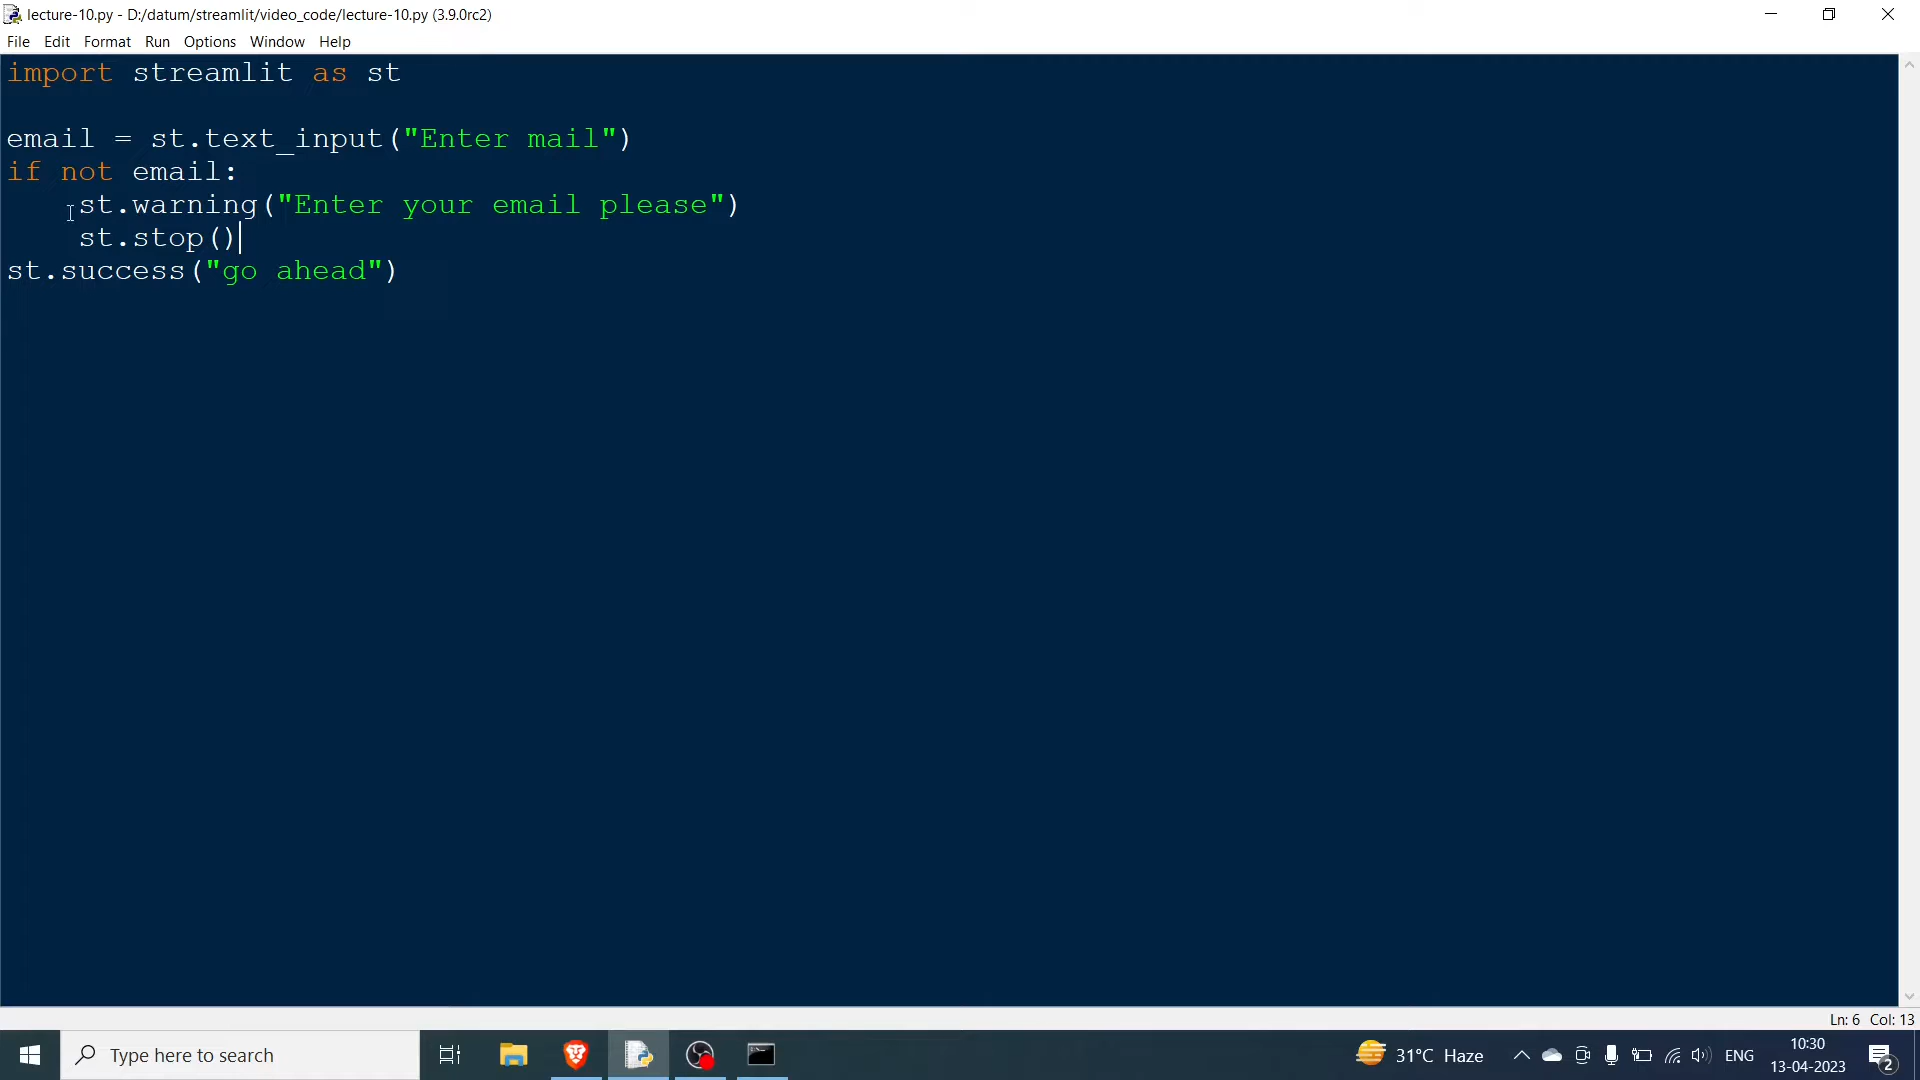 lecture-10.py - D:/datum/streamlit/video_code/lecture-10.py (3.9.0rc2)
File Edit Format Run Options Window Help
import streamlit as st
email = st.text_input("Enter mail")
if not email:
    st.warning("Enter your email please")
    st.stop()
st.success("go ahead")
Ln: 6 Col: 13
Type here to search
31°C Haze
ENG
10:30
13-04-2023
2